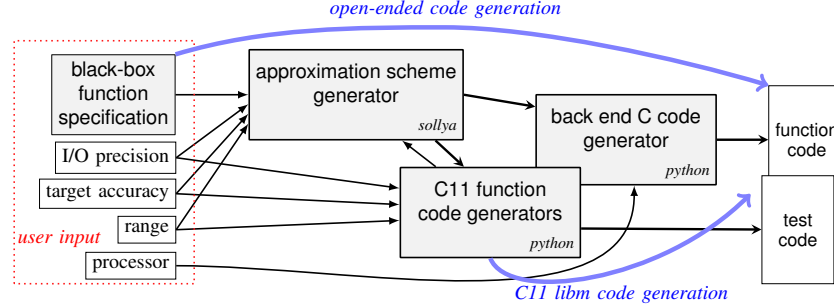 open-ended code generation
black-box
function
specification
approximation scheme
generator
sollya
back end C code
generator
python
function
code
I/O precision
target accuracy
range
user input
processor
C11 function
code generators
python
test
code
C11 libm code generation